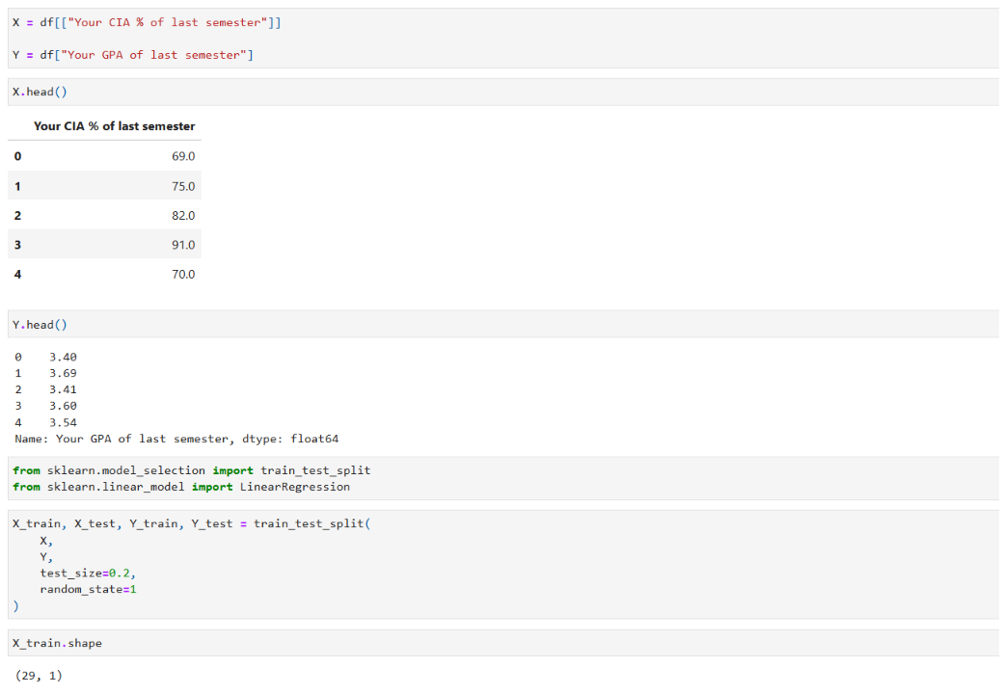 X = df[["Your CIA % of last semester"]]
Y = df["Your GPA of last semester"]
X.head()
Your CIA % of last semester
0 69.0
1 75.0
2 82.0
3 91.0
4 70.0
Y.head()
0    3.40
1    3.69
2    3.41
3    3.60
4    3.54
Name: Your GPA of last semester, dtype: float64
from sklearn.model_selection import train_test_split
from sklearn.linear_model import LinearRegression
X_train, X_test, Y_train, Y_test = train_test_split(
    X,
    Y,
    test_size=0.2,
    random_state=1
)
X_train.shape
(29, 1)